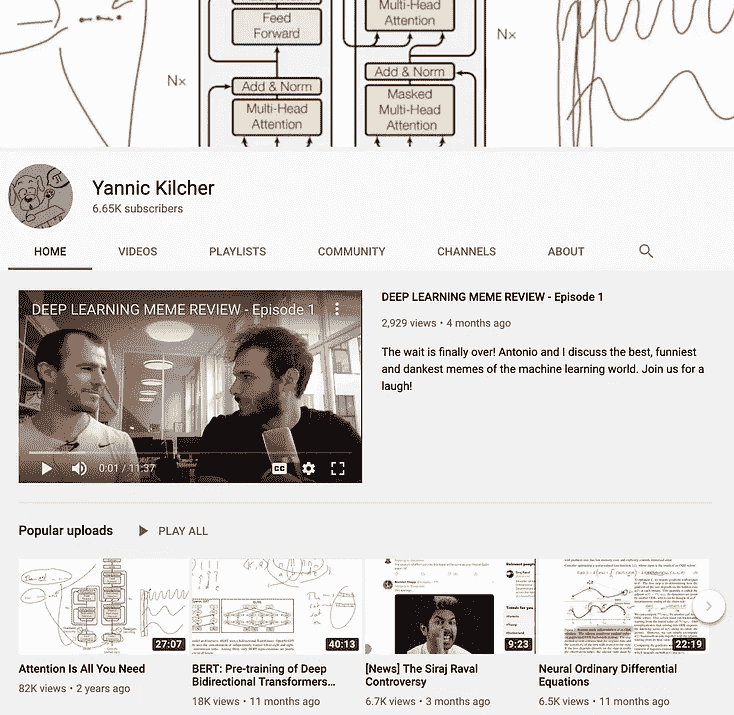 Feed
Forward
Multi-Head
Attention
Nx
Nx
Add & Norm
Add & Norm
Multi-Head
Attention
Masked
Multi-Head
Attention
Yannic Kilcher
6.65K subscribers
HOME VIDEOS PLAYLISTS COMMUNITY CHANNELS ABOUT
DEEP LEARNING MEME REVIEW - Episode 1
0:01 / 11:37
CC
DEEP LEARNING MEME REVIEW - Episode 1
2,929 views • 4 months ago
The wait is finally over! Antonio and I discuss the best, funniest
and dankest memes of the machine learning world. Join us for a
laugh!
Popular uploads PLAY ALL
27:07
40:13
9:23
22:19
Attention Is All You Need
82K views • 2 years ago
BERT: Pre-training of Deep
Bidirectional Transformers...
18K views • 11 months ago
[News] The Siraj Raval
Controversy
6.7K views • 3 months ago
Neural Ordinary Differential
Equations
6.5K views • 11 months ago